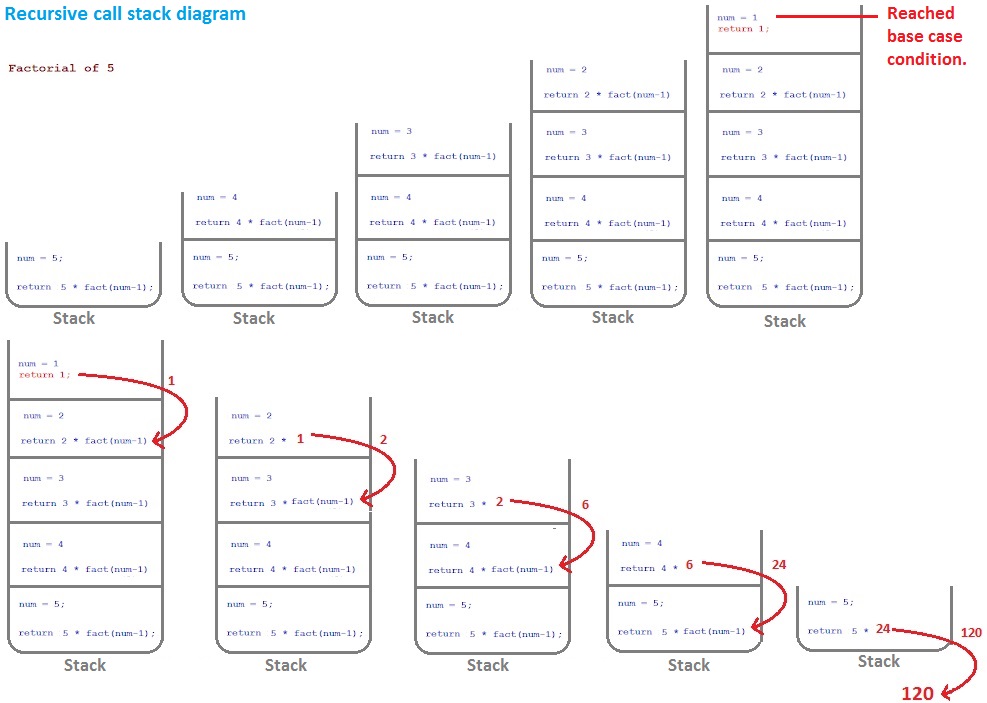 Recursive call stack diagram
Factorial of 5
num = 5;
return 5 * fact(num-1);
Stack
num = 4
return 4 * fact(num-1)
num = 5;
return 5 * fact(num-1);
Stack
num = 3
return 3 * fact(num-1)
num = 4
return 4 * fact(num-1)
num = 5;
return 5 * fact(num-1);
Stack
num = 2
return 2 * fact(num-1)
num = 3
return 3 * fact(num-1)
num = 4
return 4 * fact(num-1)
num = 5;
return 5 * fact(num-1);
Stack
num = 1
return 1;
num = 2
return 2 * fact(num-1)
num = 3
return 3 * fact(num-1)
num = 4
return 4 * fact(num-1)
num = 5;
return 5 * fact(num-1);
Stack
Reached
base case
condition.
num = 1
return 1;
1
num = 2
return 2 * fact(num-1)
num = 3
return 3 * fact(num-1)
num = 4
return 4 * fact(num-1)
num = 5;
return 5 * fact(num-1);
Stack
num = 2
return 2 * 1
2
num = 3
return 3 * fact(num-1)
num = 4
return 4 * fact(num-1)
num = 5;
return 5 * fact(num-1);
Stack
num = 3
return 3 * 2
6
num = 4
return 4 * fact(num-1)
num = 5;
return 5 * fact(num-1);
Stack
num = 4
return 4 * 6
24
num = 5;
return 5 * fact(num-1)
Stack
num = 5;
return 5 * 24
120
Stack
120